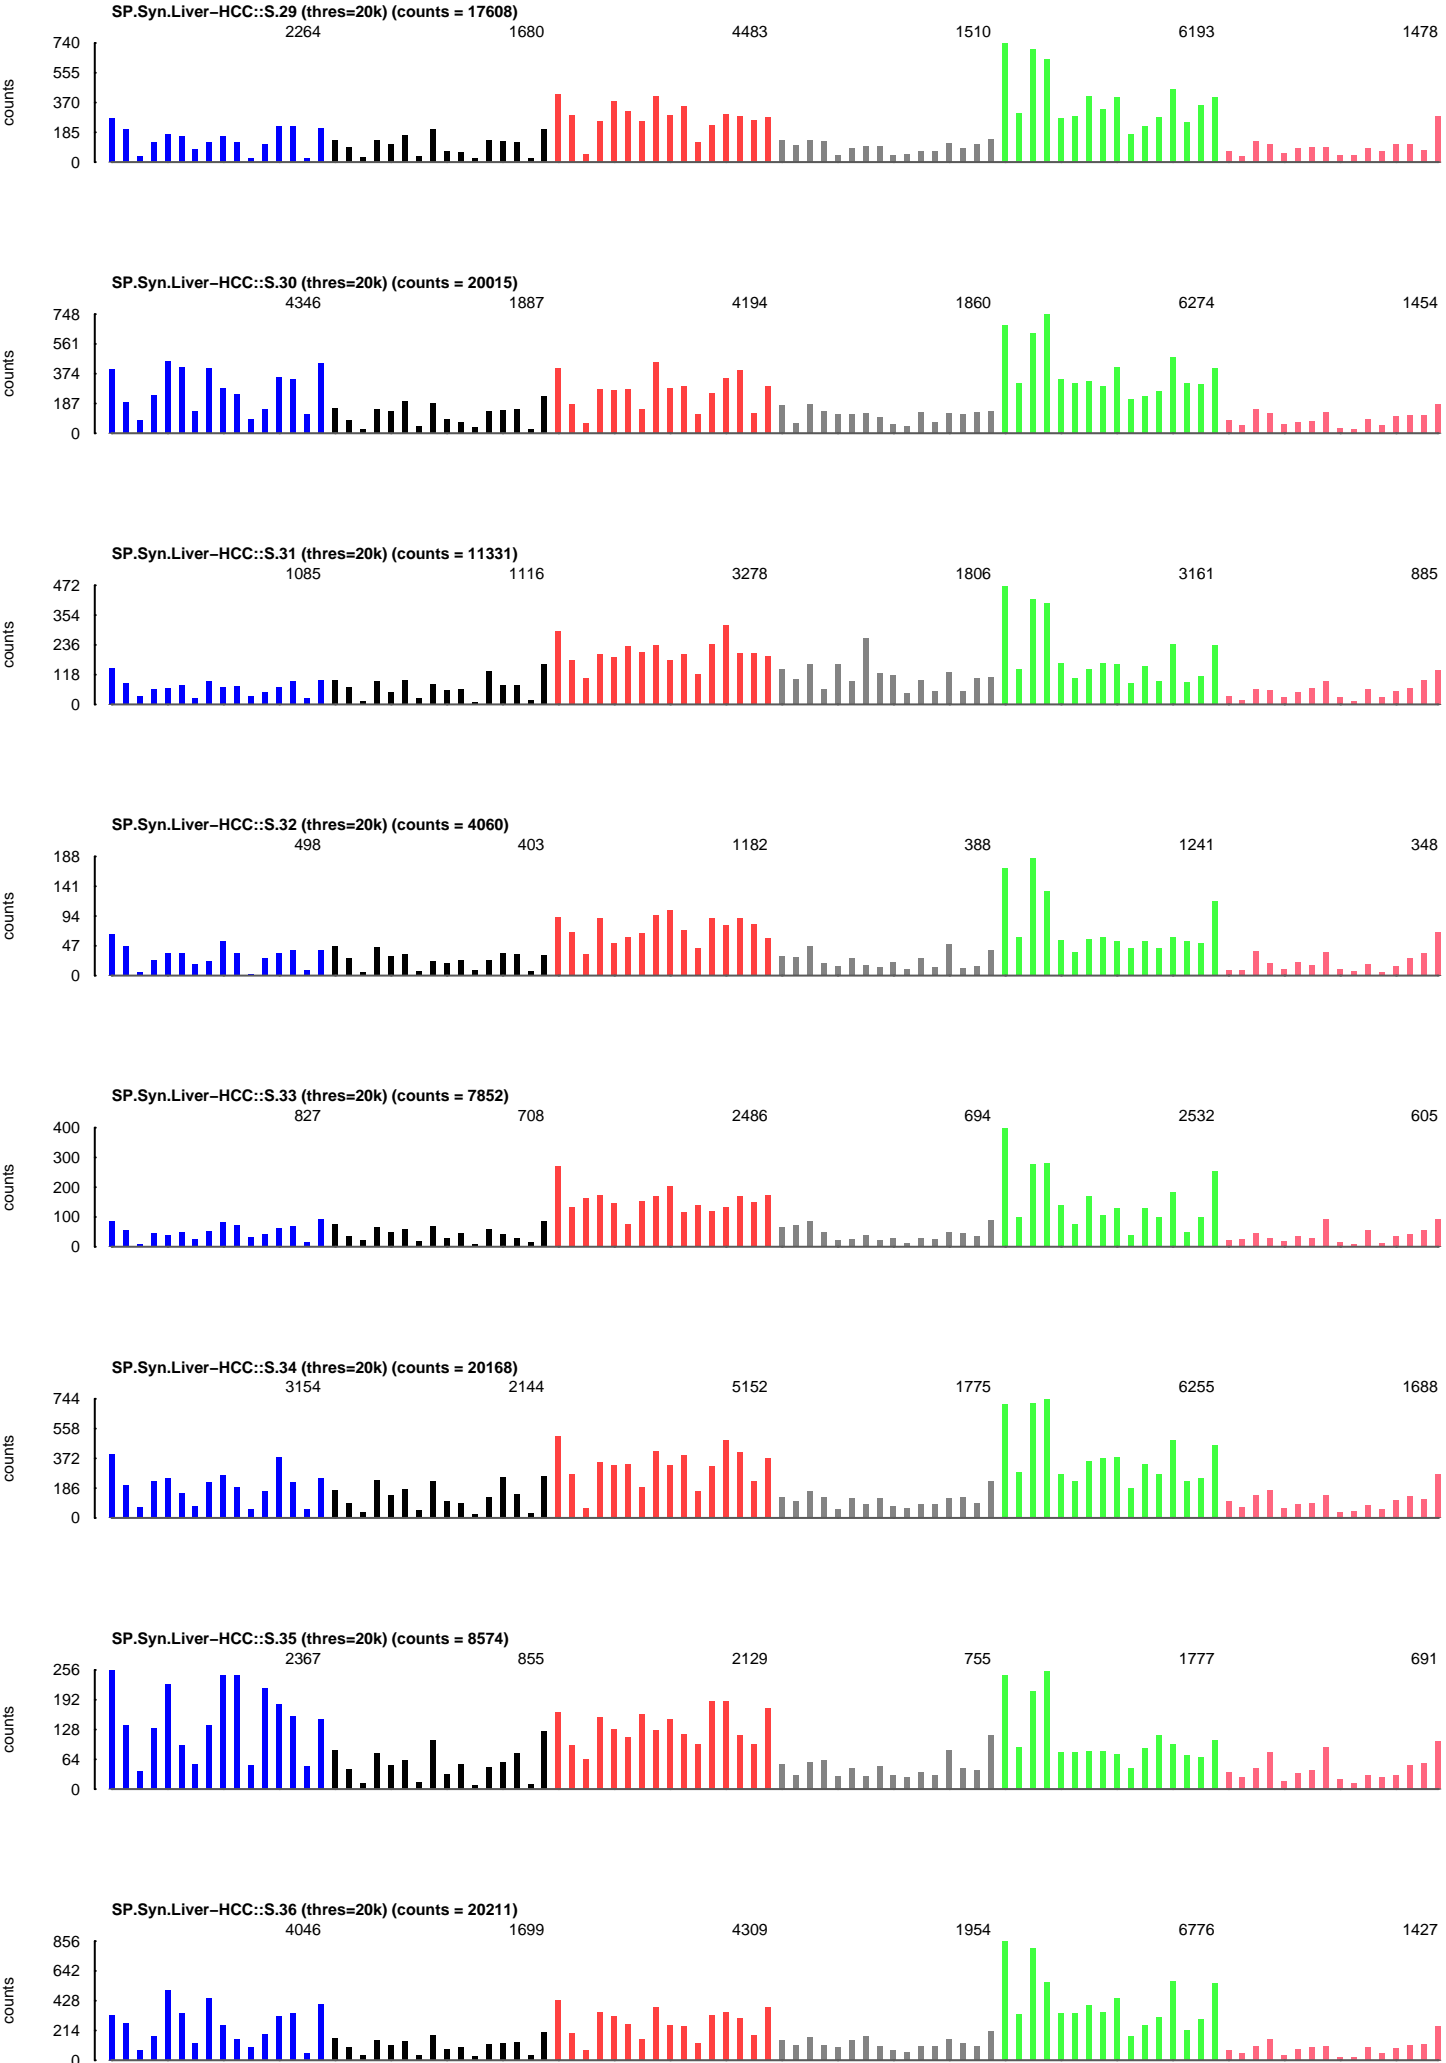 SP.Syn.Liver−HCC::S.29 (thres=20k) (counts = 17608)
2264 1680 4483 1510 6193 1478
740
555
370
185
0
counts
SP.Syn.Liver−HCC::S.30 (thres=20k) (counts = 20015)
4346 1887 4194 1860 6274 1454
748
561
374
187
0
counts
SP.Syn.Liver−HCC::S.31 (thres=20k) (counts = 11331)
1085 1116 3278 1806 3161 885
472
354
236
118
0
counts
SP.Syn.Liver−HCC::S.32 (thres=20k) (counts = 4060)
498 403 1182 388 1241 348
188
141
94
47
0
counts
SP.Syn.Liver−HCC::S.33 (thres=20k) (counts = 7852)
827 708 2486 694 2532 605
400
300
200
100
0
counts
SP.Syn.Liver−HCC::S.34 (thres=20k) (counts = 20168)
3154 2144 5152 1775 6255 1688
744
558
372
186
0
counts
SP.Syn.Liver−HCC::S.35 (thres=20k) (counts = 8574)
2367 855 2129 755 1777 691
256
192
128
64
0
counts
SP.Syn.Liver−HCC::S.36 (thres=20k) (counts = 20211)
4046 1699 4309 1954 6776 1427
856
642
428
214
0
counts